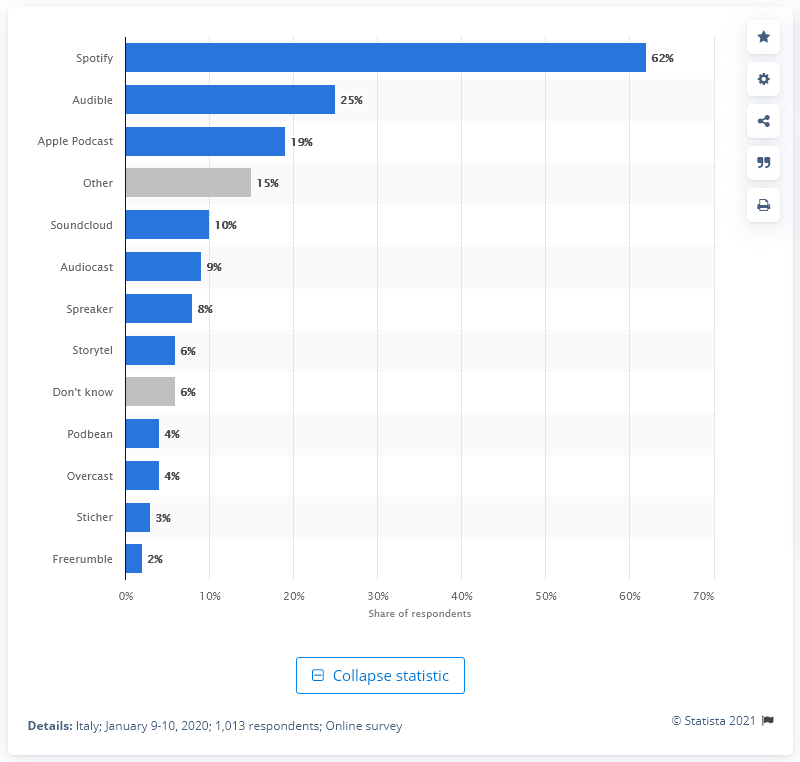 Spotify 62%
Audible 25%
Apple Podcast 19%
Other 15%
Soundcloud 10%
Audiocast 9%
Spreaker 8%
Storytel 6%
Don't know 6%
Podbean 4%
Overcast 4%
Sticher 3%
Freerumble 2%
0% 10% 20% 30% 40% 50% 60% 70%
Share of respondents
Collapse statistic
© Statista 2021
Details: Italy; January 9-10, 2020; 1,013 respondents; Online survey